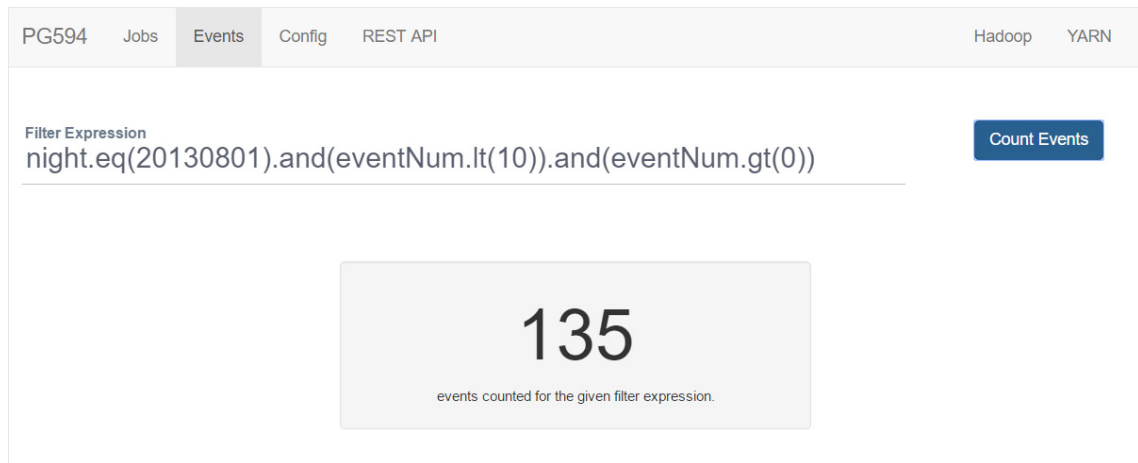 PG594 Jobs Events Config REST API Hadoop YARN
Filter Expression
night.eq(20130801).and(eventNum.lt(10)).and(eventNum.gt(0))
Count Events
135
events counted for the given filter expression.